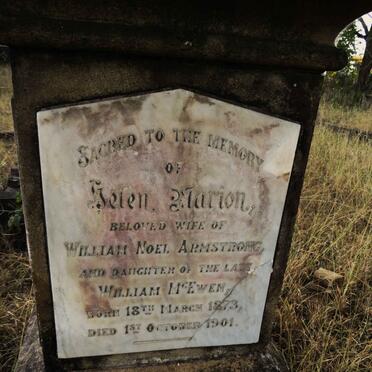 SACRED TO THE MEMORY
OF
Helen Marion,
BELOVED WIFE OF
WILLIAM NOEL ARMSTRONG,
AND DAUGHTER OF THE LATE
WILLIAM McEWEN,
BORN 18TH MARCH 1873,
DIED 1ST OCTOBER 1901.